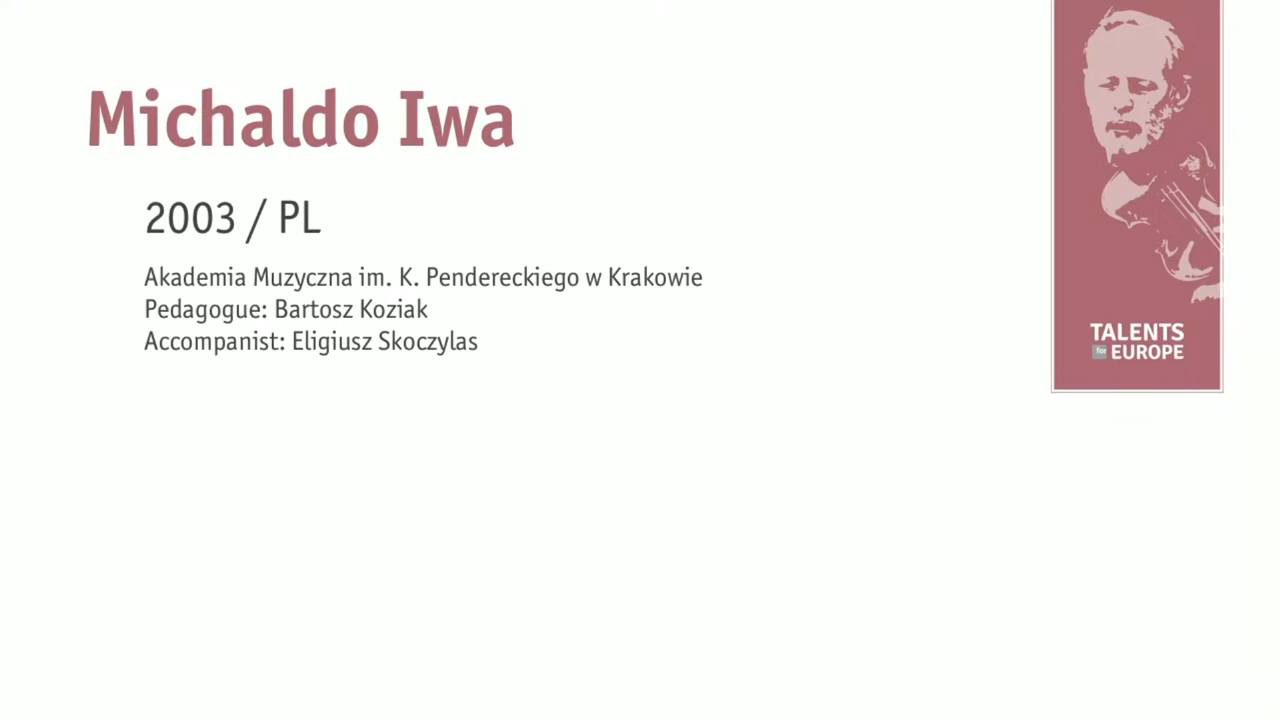 Michaldo Iwa
2003 / PL
Akademia Muzyczna im. K. Pendereckiego w Krakowie
Pedagogue: Bartosz Koziak
Accompanist: Eligiusz Skoczylas
TALENTS
for EUROPE